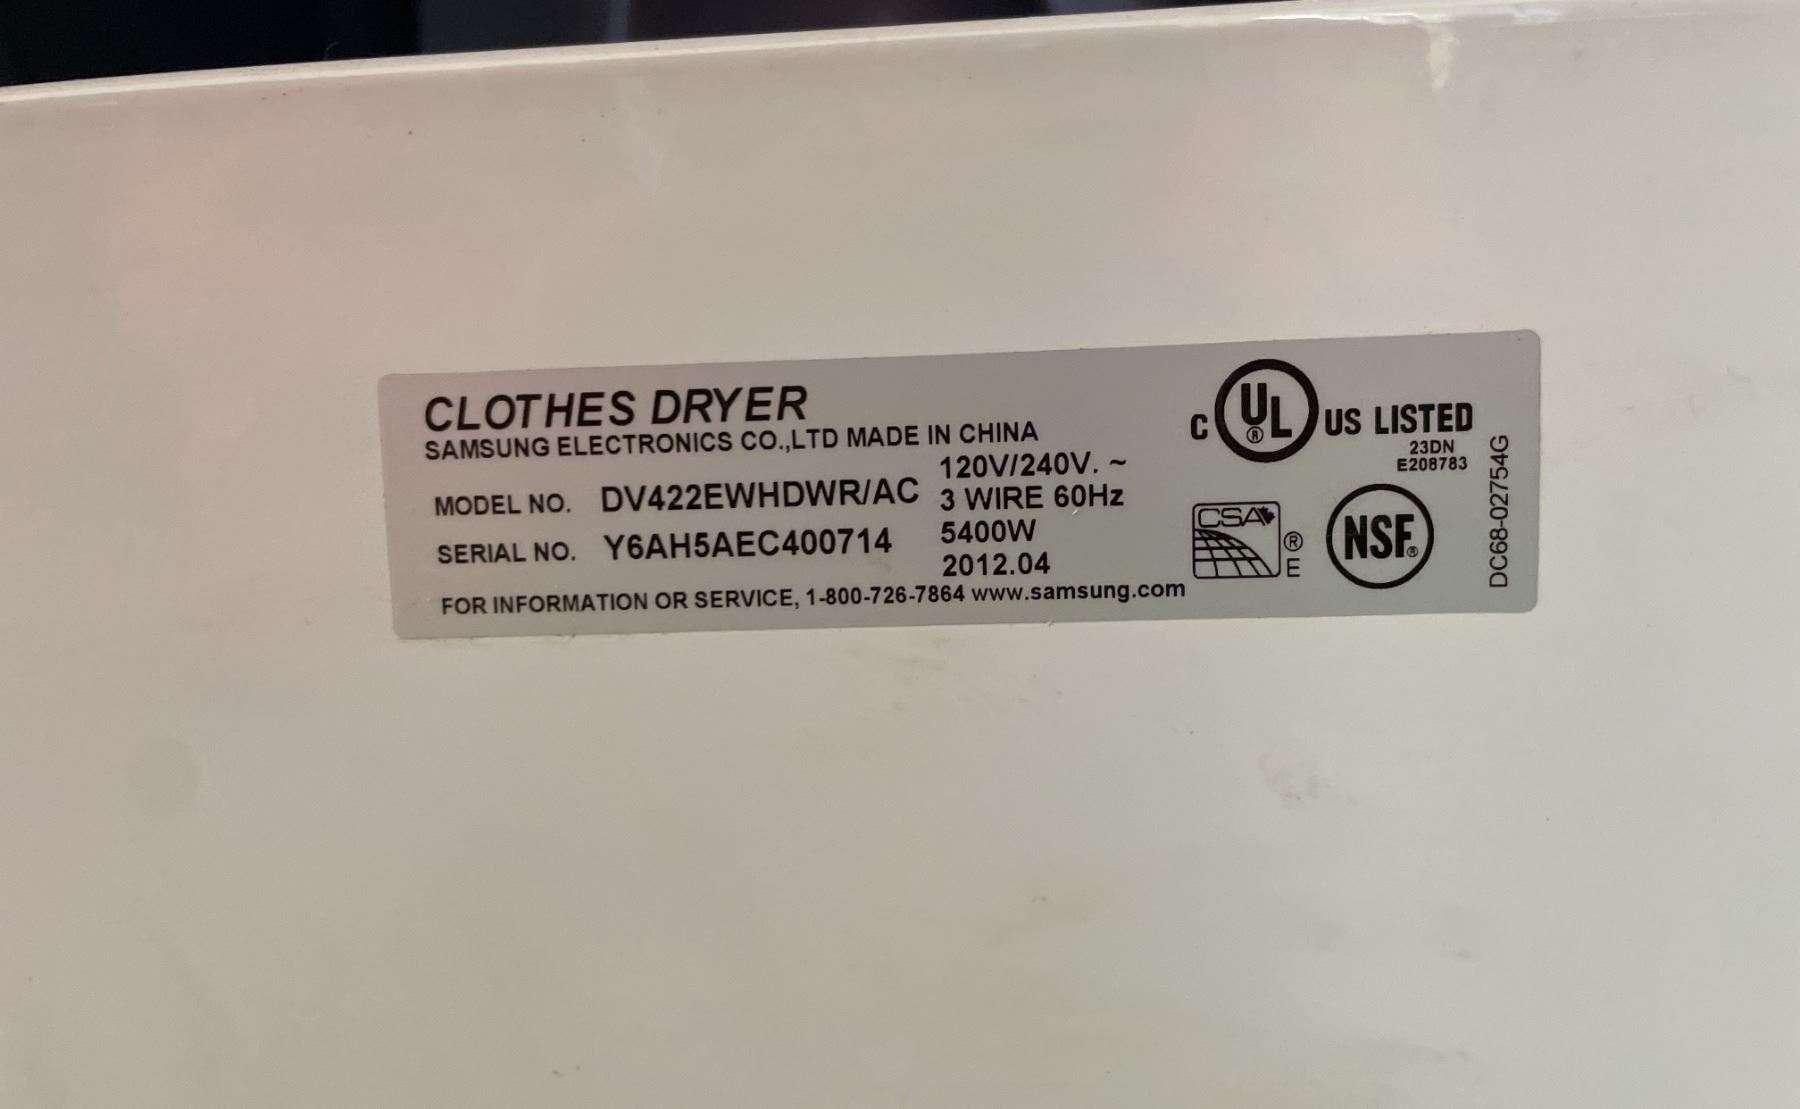 CLOTHES DRYER
SAMSUNG ELECTRONICS CO.,LTD MADE IN CHINA
MODEL NO. DV422EWHDWR/AC
SERIAL NO. Y6AH5AEC400714
120V/240V. ~
3 WIRE 60Hz
5400W
2012.04
FOR INFORMATION OR SERVICE, 1-800-726-7864 www.samsung.com
C UL® US LISTED
23DN
E208783
CSA ®
E
NSF®
DC68-02754G